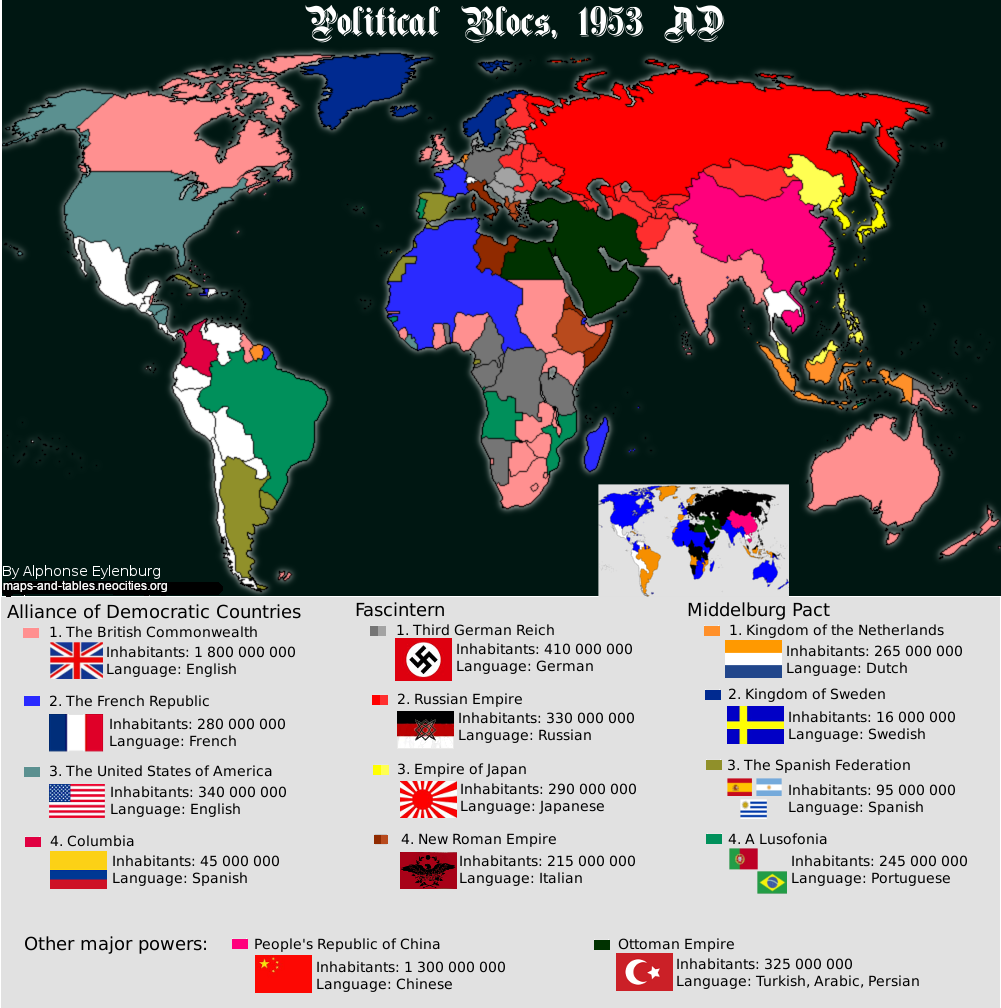 Political Blocs, 1953 AD
By Alphonse Eylenburg
maps-and-tables.neocities.org
Alliance of Democratic Countries
1. The British Commonwealth
Inhabitants: 1 800 000 000
Language: English
2. The French Republic
Inhabitants: 280 000 000
Language: French
3. The United States of America
Inhabitants: 340 000 000
Language: English
4. Columbia
Inhabitants: 45 000 000
Language: Spanish
Fascintern
1. Third German Reich
Inhabitants: 410 000 000
Language: German
2. Russian Empire
Inhabitants: 330 000 000
Language: Russian
3. Empire of Japan
Inhabitants: 290 000 000
Language: Japanese
4. New Roman Empire
Inhabitants: 215 000 000
Language: Italian
Middelburg Pact
1. Kingdom of the Netherlands
Inhabitants: 265 000 000
Language: Dutch
2. Kingdom of Sweden
Inhabitants: 16 000 000
Language: Swedish
3. The Spanish Federation
Inhabitants: 95 000 000
Language: Spanish
4. A Lusofonia
Inhabitants: 245 000 000
Language: Portuguese
Other major powers:
People's Republic of China
Inhabitants: 1 300 000 000
Language: Chinese
Ottoman Empire
Inhabitants: 325 000 000
Language: Turkish, Arabic, Persian